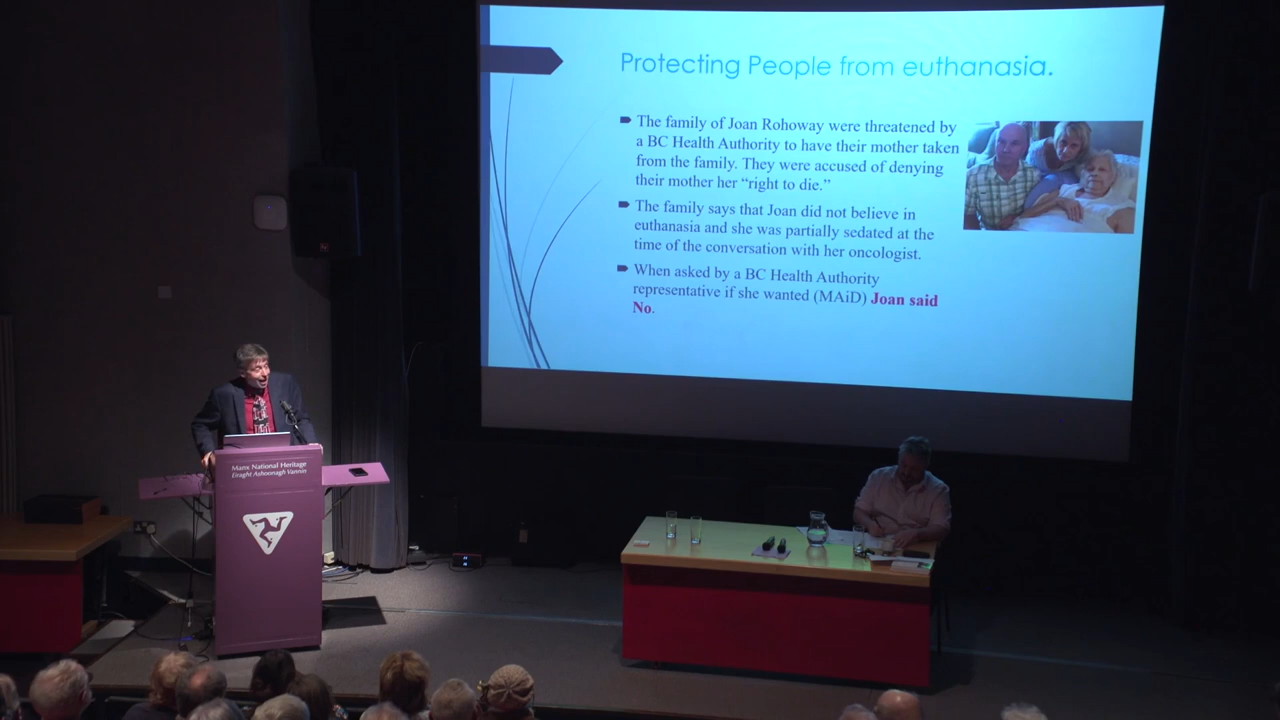 Protecting People from euthanasia.
The family of Joan Rohoway were threatened by
a BC Health Authority to have their mother taken
from the family. They were accused of denying
their mother her “right to die.”
The family says that Joan did not believe in
euthanasia and she was partially sedated at the
time of the conversation with her oncologist.
When asked by a BC Health Authority
representative if she wanted (MAiD) Joan said
No.
Manx National Heritage
Eiraght Ashoonagh Vannin